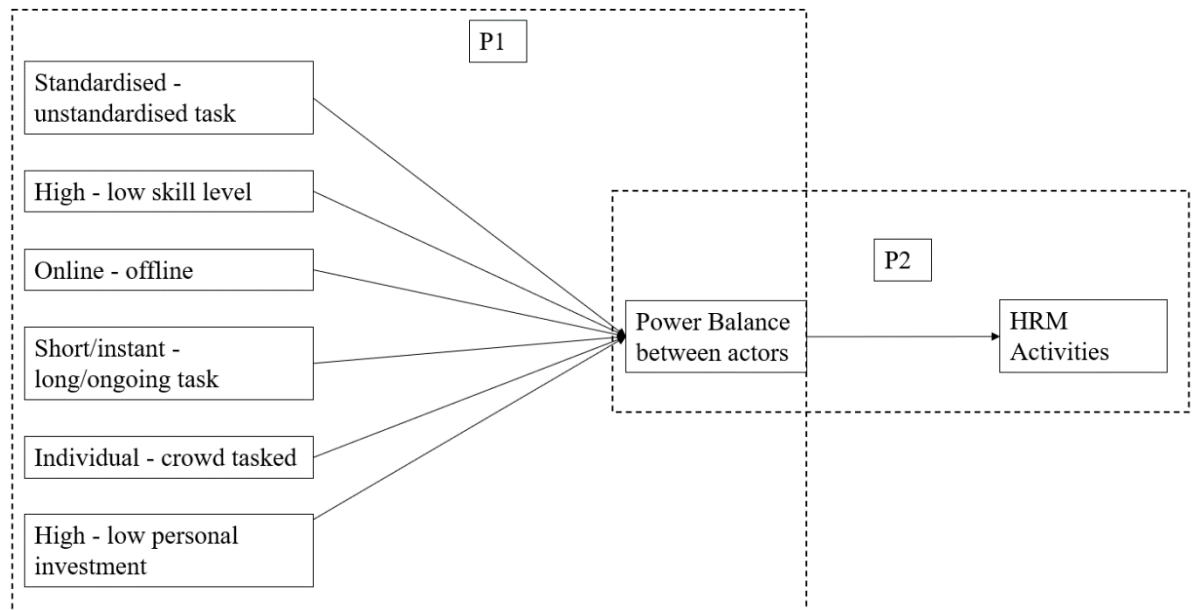 P1
Standardised -
unstandardised task
High - low skill level
Online - offline
Short/instant -
long/ongoing task
Individual - crowd tasked
High - low personal
investment
Power Balance
between actors
P2
HRM
Activities